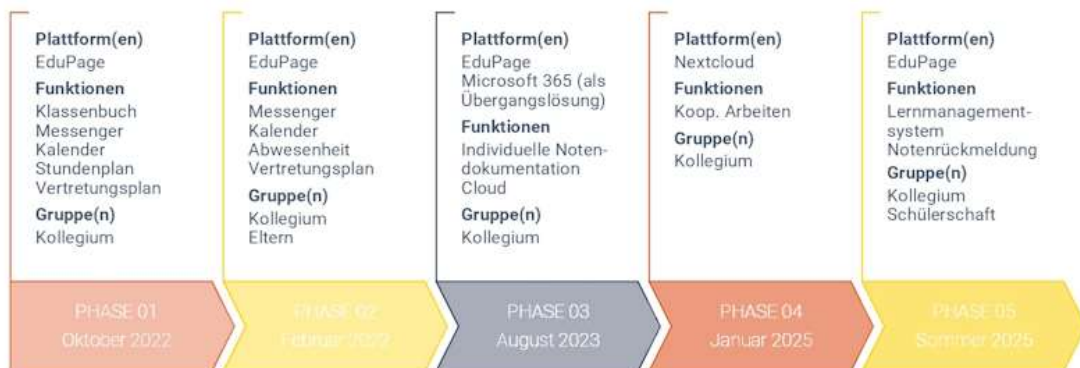 Plattform(en)
EduPage
Funktionen
Klassenbuch
Messenger
Kalender
Stundenplan
Vertretungsplan
Gruppe(n)
Kollegium
PHASE 01
Oktober 2022
Plattform(en)
EduPage
Funktionen
Messenger
Kalender
Abwesenheit
Vertretungsplan
Gruppe(n)
Kollegium
Eltern
PHASE 02
Februar 2022
Plattform(en)
EduPage
Microsoft 365 (als
Übergangslösung)
Funktionen
Individuelle Noten-
dokumentation
Cloud
Gruppe(n)
Kollegium
PHASE 03
August 2023
Plattform(en)
Nextcloud
Funktionen
Koop. Arbeiten
Gruppe(n)
Kollegium
PHASE 04
Januar 2025
Plattform(en)
EduPage
Funktionen
Lernmanagement-
system
Notenrückmeldung
Gruppe(n)
Kollegium
Schülerschaft
PHASE 05
Sommer 2025